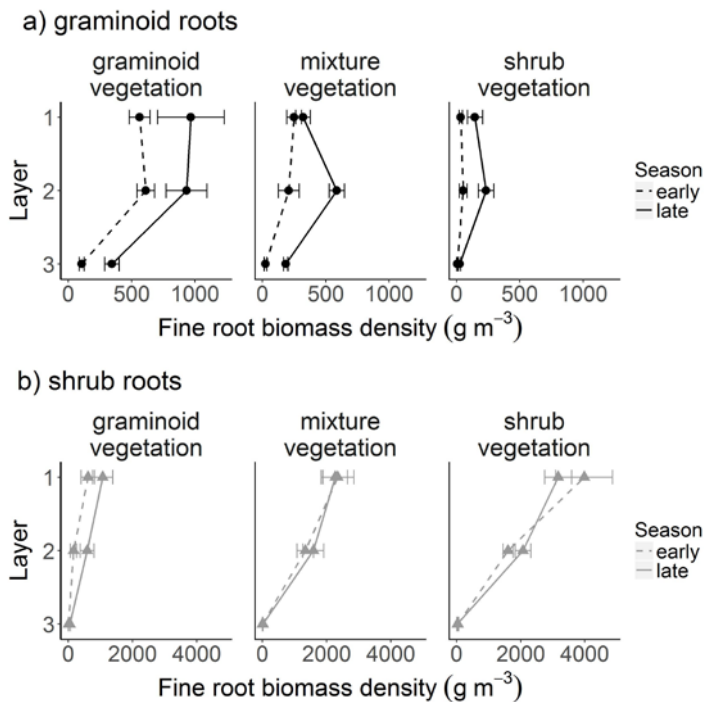 a) graminoid roots
graminoid
vegetation
mixture
vegetation
shrub
vegetation
Layer
1
2
3
0 500 1000
0 500 1000
0 500 1000
Fine root biomass density (g m⁻³)
Season
early
late
b) shrub roots
graminoid
vegetation
mixture
vegetation
shrub
vegetation
Layer
1
2
3
0 2000 4000
0 2000 4000
0 2000 4000
Fine root biomass density (g m⁻³)
Season
early
late